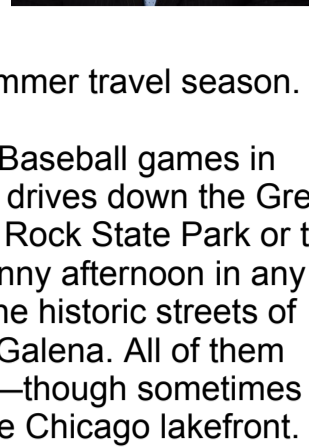 mmer travel season.
Baseball games in
drives down the Gre
Rock State Park or t
nny afternoon in any
ne historic streets of
Galena. All of them
—though sometimes
e Chicago lakefront.